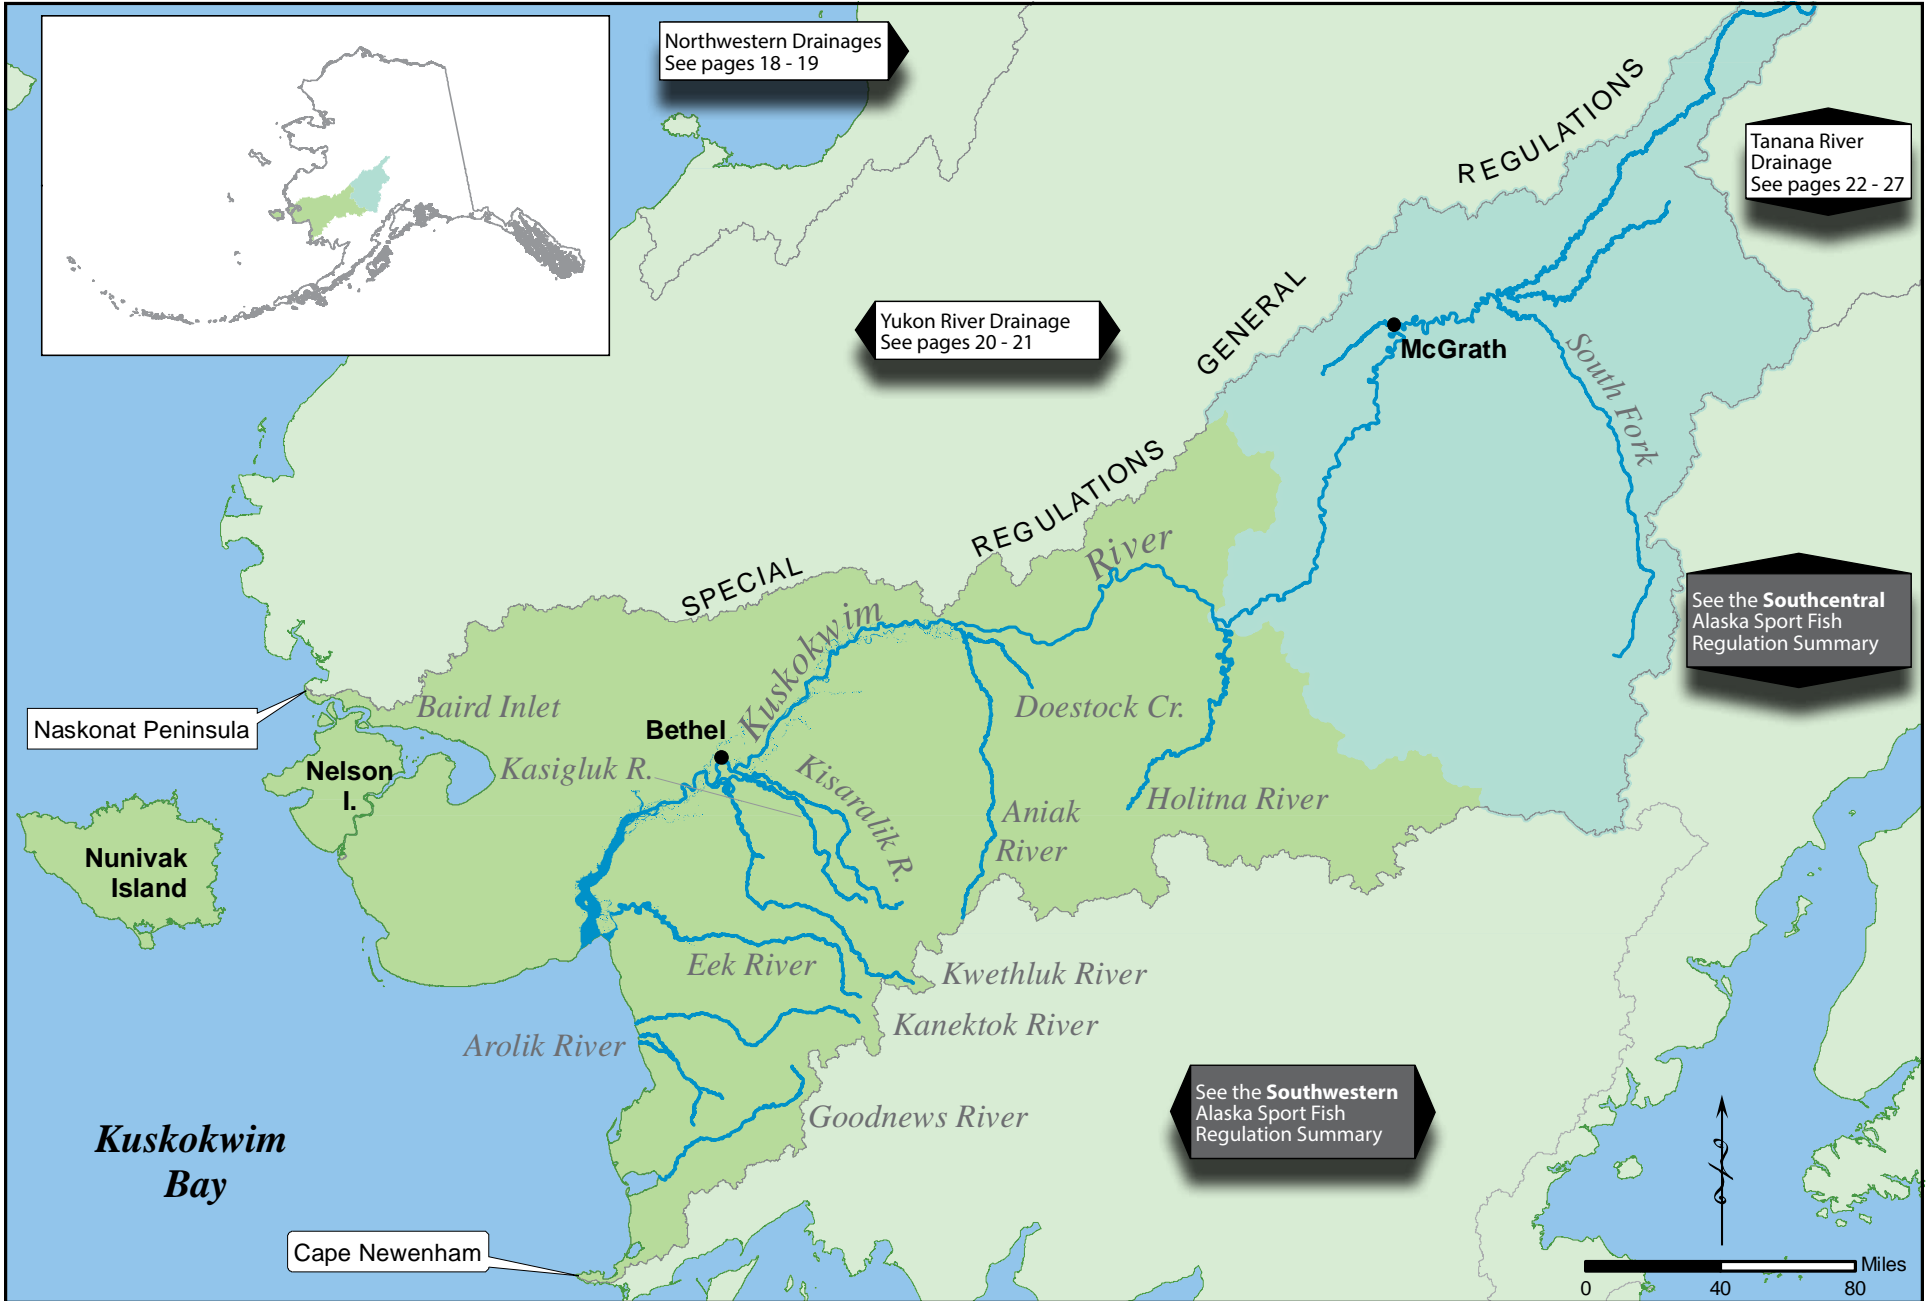 Northwestern Drainages
See pages 18 - 19
REGULATIONS
Tanana River
Drainage
See pages 22 - 27
GENERAL
Yukon River Drainage
See pages 20 - 21
McGrath
South Fork
REGULATIONS
River
SPECIAL
See the Southcentral
Alaska Sport Fish
Regulation Summary
Kuskokwim
Naskonat Peninsula
Baird Inlet
Bethel
Doestock Cr.
Nelson
I.
Kasigluk R.
Kisaralik R.
Holitna River
Aniak
River
Nunivak
Island
Eek River
Kwethluk River
Kanektok River
Arolik River
Goodnews River
See the Southwestern
Alaska Sport Fish
Regulation Summary
Kuskokwim
Bay
Cape Newenham
Miles
0 40 80